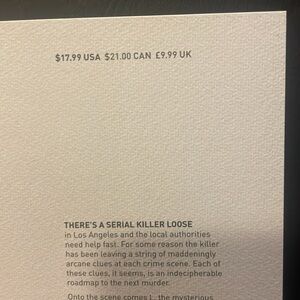 $17.99 USA $21.00 CAN £9.99 UK
THERE'S A SERIAL KILLER LOOSE
in Los Angeles and the local authorities
need help fast. For some reason the killer
has been leaving a string of maddeningly
arcane clues at each crime scene. Each of
these clues, it seems, is an indecipherable
roadmap to the next murder.
Onto the scene comes L, the mysterious